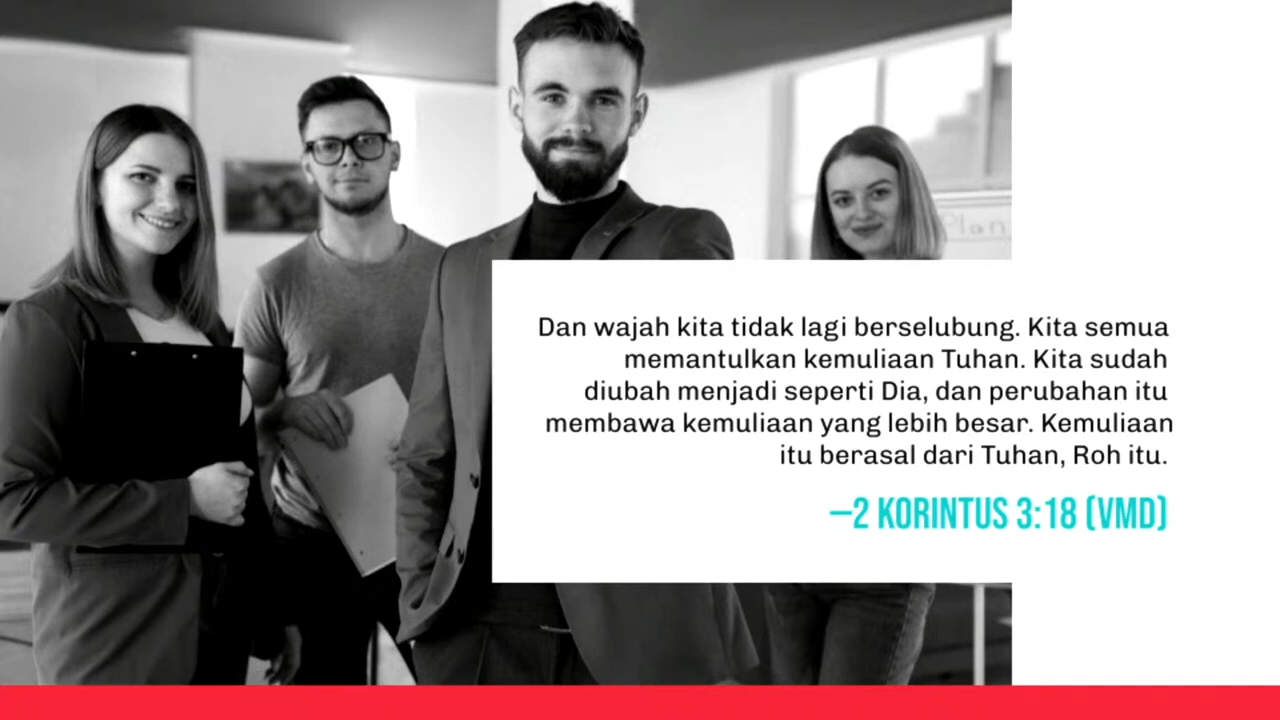 Dan wajah kita tidak lagi berselubung. Kita semua
memantulkan kemuliaan Tuhan. Kita sudah
diubah menjadi seperti Dia, dan perubahan itu
membawa kemuliaan yang lebih besar. Kemuliaan
itu berasal dari Tuhan, Roh itu.
—2 KORINTUS 3:18 (VMD)
Plan